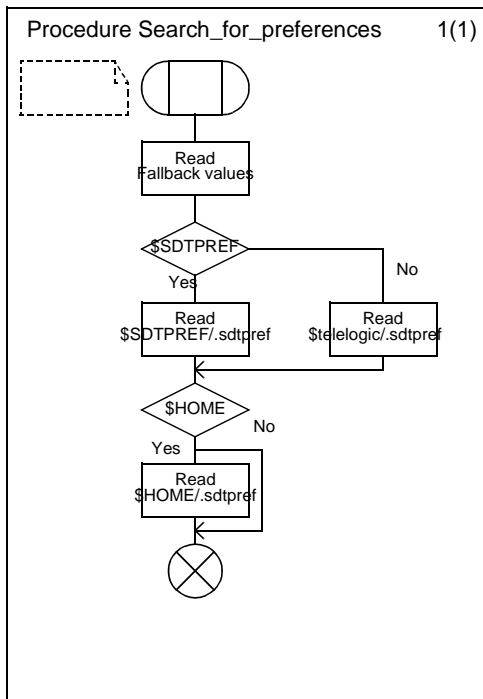 Procedure Search_for_preferences 1(1)
Read
Fallback values
$SDTPREF
Yes
No
Read
$SDTPREF/.sdtpref
Read
$telelogic/.sdtpref
$HOME
No
Yes
Read
$HOME/.sdtpref